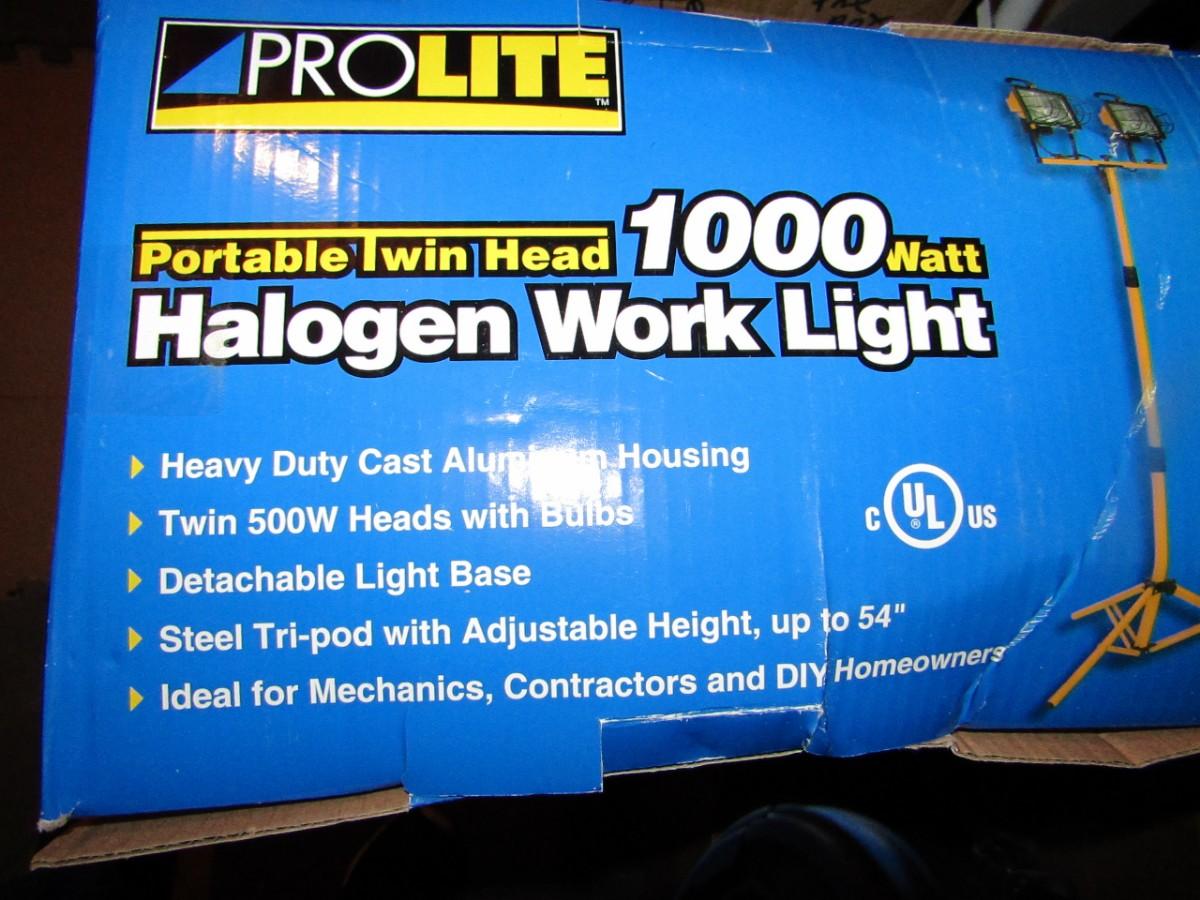 PROLITE™
Portable Twin Head 1000 Watt
Halogen Work Light
Heavy Duty Cast Aluminum Housing
Twin 500W Heads with Bulbs
Detachable Light Base
Steel Tri-pod with Adjustable Height, up to 54"
Ideal for Mechanics, Contractors and DIY Homeowners
C UL® US